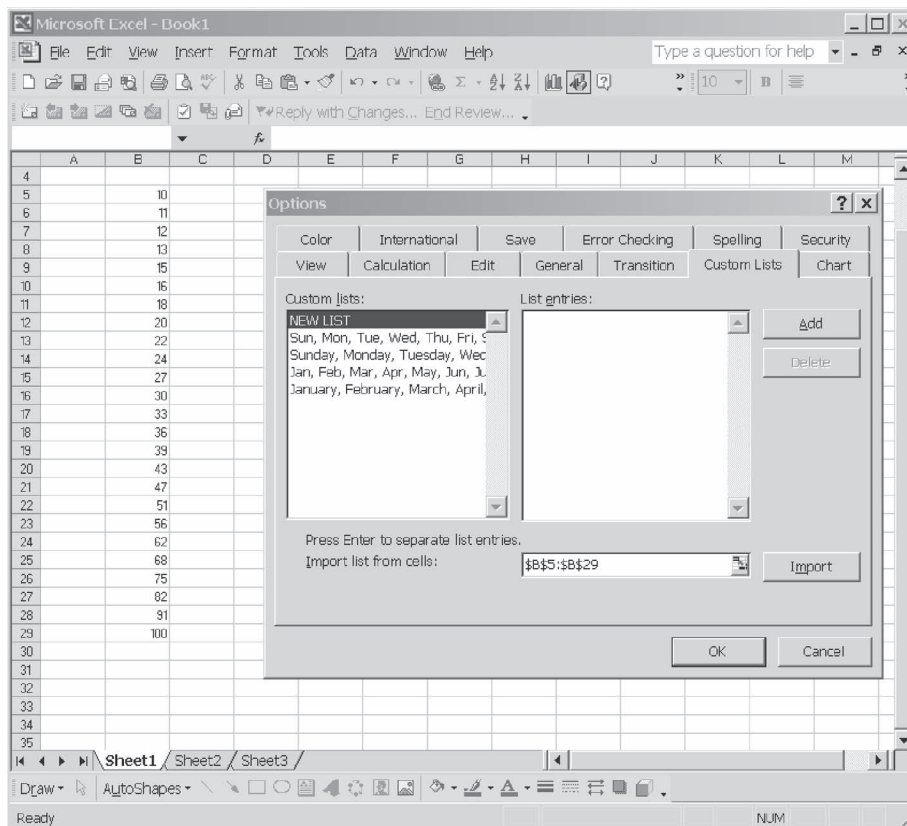 Microsoft Excel - Book1
File Edit View Insert Format Tools Data Window Help Type a question for help
10 B
Reply with Changes... End Review...
fx
A B C D E F G H I J K L M
4
5 10
6 11
7 12
8 13
9 15
10 16
11 18
12 20
13 22
14 24
15 27
16 30
17 33
18 36
19 39
20 43
21 47
22 51
23 56
24 62
25 68
26 75
27 82
28 91
29 100
30
31
32
33
34
35
Options
Color International Save Error Checking Spelling Security
View Calculation Edit General Transition Custom Lists Chart
Custom lists: List entries:
NEW LIST
Sun, Mon, Tue, Wed, Thu, Fri, S
Sunday, Monday, Tuesday, Wed
Jan, Feb, Mar, Apr, May, Jun, Ju
January, February, March, April,
Add
Delete
Press Enter to separate list entries.
Import list from cells: $B$5:$B$29 Import
OK Cancel
Sheet1 Sheet2 Sheet3
Draw AutoShapes
Ready NUM